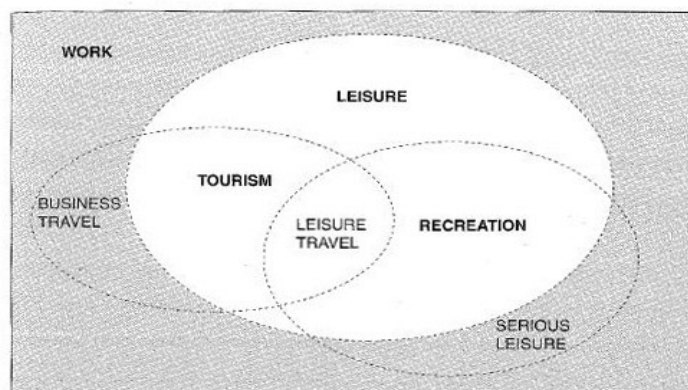 WORK
LEISURE
TOURISM
BUSINESS
TRAVEL
LEISURE
TRAVEL
RECREATION
SERIOUS
LEISURE